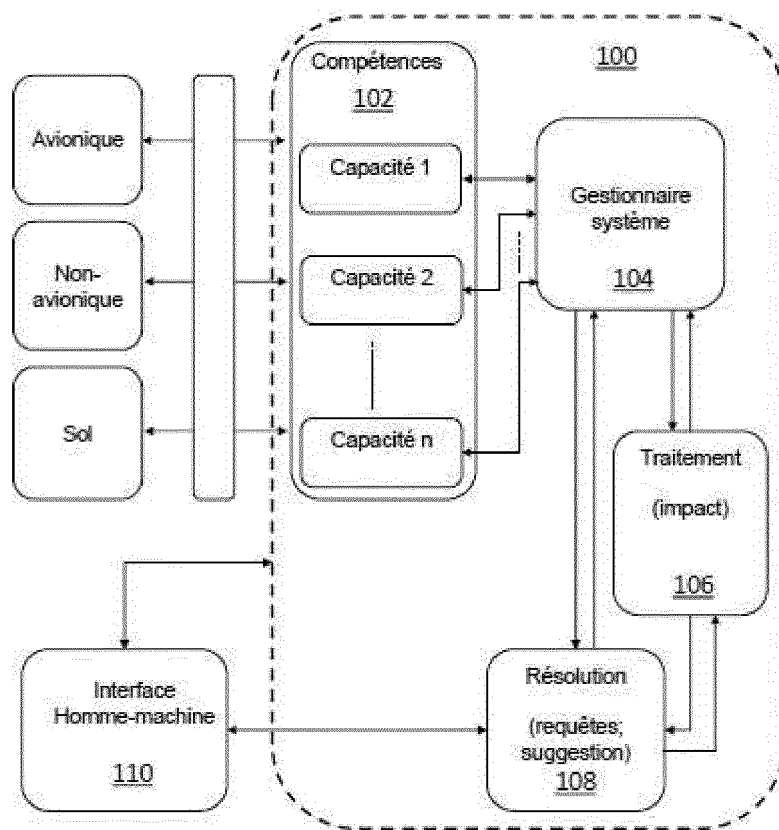 Avionique
Non-
avionique
Sol
Compétences
102
Capacité 1
Capacité 2
Capacité n
100
Gestionnaire
système
104
Traitement
(impact)
106
Résolution
(requêtes;
suggestion)
108
Interface
Homme-machine
110